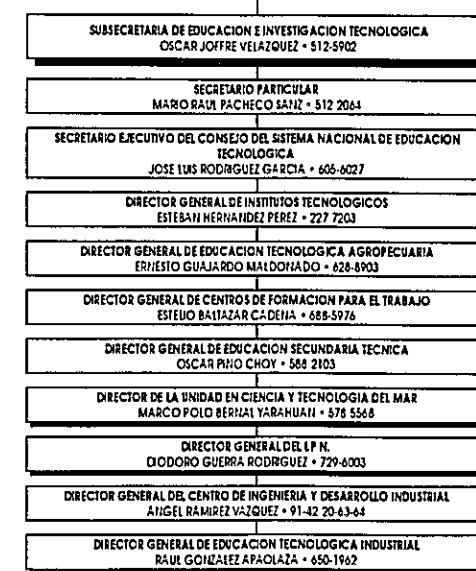 SUBSECRETARIA DE EDUCACION E INVESTIGACION TECNOLOGICA
OSCAR JOFFRE VELAZQUEZ • 512-5902
SECRETARIO PARTICULAR
MARIO RAUL PACHECO SANZ • 512 2064
SECRETARIO EJECUTIVO DEL CONSEJO DEL SISTEMA NACIONAL DE EDUCACION
TECNOLOGICA
JOSE LUIS RODRIGUEZ GARCIA • 605-6027
DIRECTOR GENERAL DE INSTITUTOS TECNOLOGICOS
ESTEBAN HERNANDEZ PEREZ • 227 7203
DIRECTOR GENERAL DE EDUCACION TECNOLOGICA AGROPECUARIA
ERNESTO GUAJARDO MALDONADO • 628-8903
DIRECTOR GENERAL DE CENTROS DE FORMACION PARA EL TRABAJO
ESTELIO BALTAZAR CADENA • 688-5976
DIRECTOR GENERAL DE EDUCACION SECUNDARIA TECNICA
OSCAR PINO CHOY • 588 2103
DIRECTOR DE LA UNIDAD EN CIENCIA Y TECNOLOGIA DEL MAR
MARCO POLO BERNAL YARAHUAN • 578 5568
DIRECTOR GENERAL DEL I.P N.
DIODORO GUERRA RODRIGUEZ • 729-6003
DIRECTOR GENERAL DEL CENTRO DE INGENIERIA Y DESARROLLO INDUSTRIAL
ANGEL RAMIREZ VAZQUEZ • 91-42 20-63-64
DIRECTOR GENERAL DE EDUCACION TECNOLOGICA INDUSTRIAL
RAUL GONZALEZ APAOLAZA • 650-1962